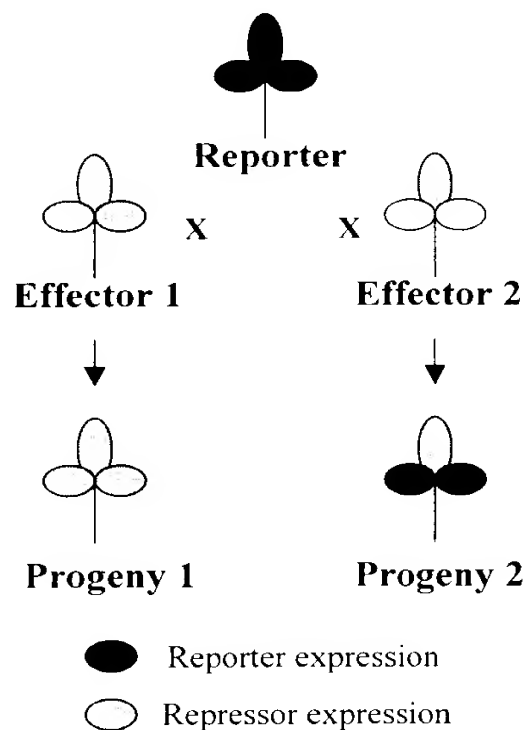 Reporter
X X
Effector 1 Effector 2
Progeny 1 Progeny 2
Reporter expression
Repressor expression